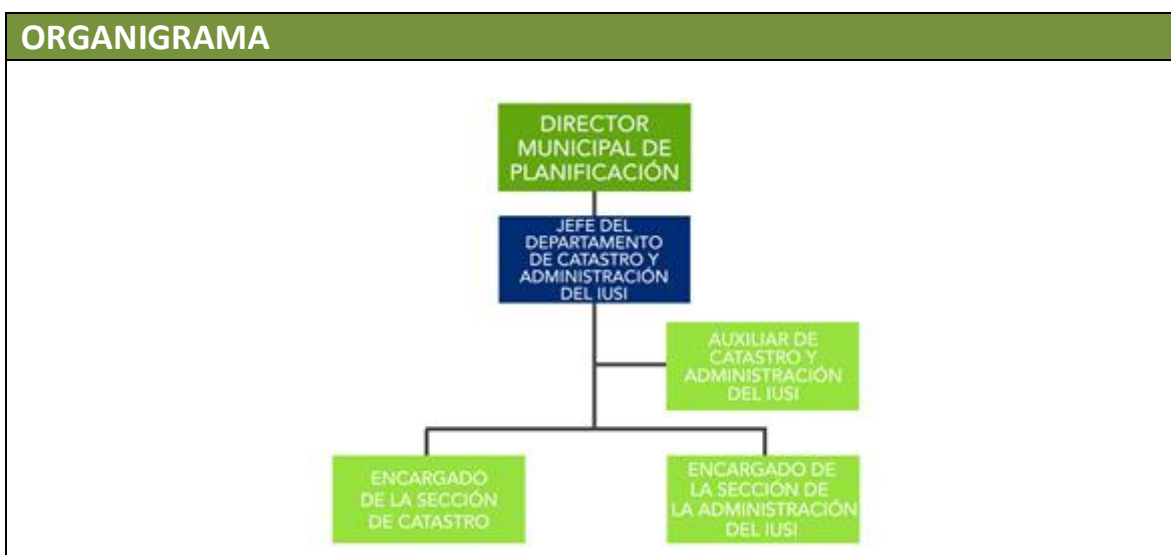 ORGANIGRAMA
DIRECTOR
MUNICIPAL DE
PLANIFICACIÓN
JEFE DEL
DEPARTAMENTO
DE CATASTRO Y
ADMINISTRACIÓN
DEL IUSI
AUXILIAR DE
CATASTRO Y
ADMINISTRACIÓN
DEL IUSI
ENCARGADO
DE LA SECCIÓN
DE CATASTRO
ENCARGADO DE
LA SECCIÓN DE
LA ADMINISTRACIÓN
DEL IUSI